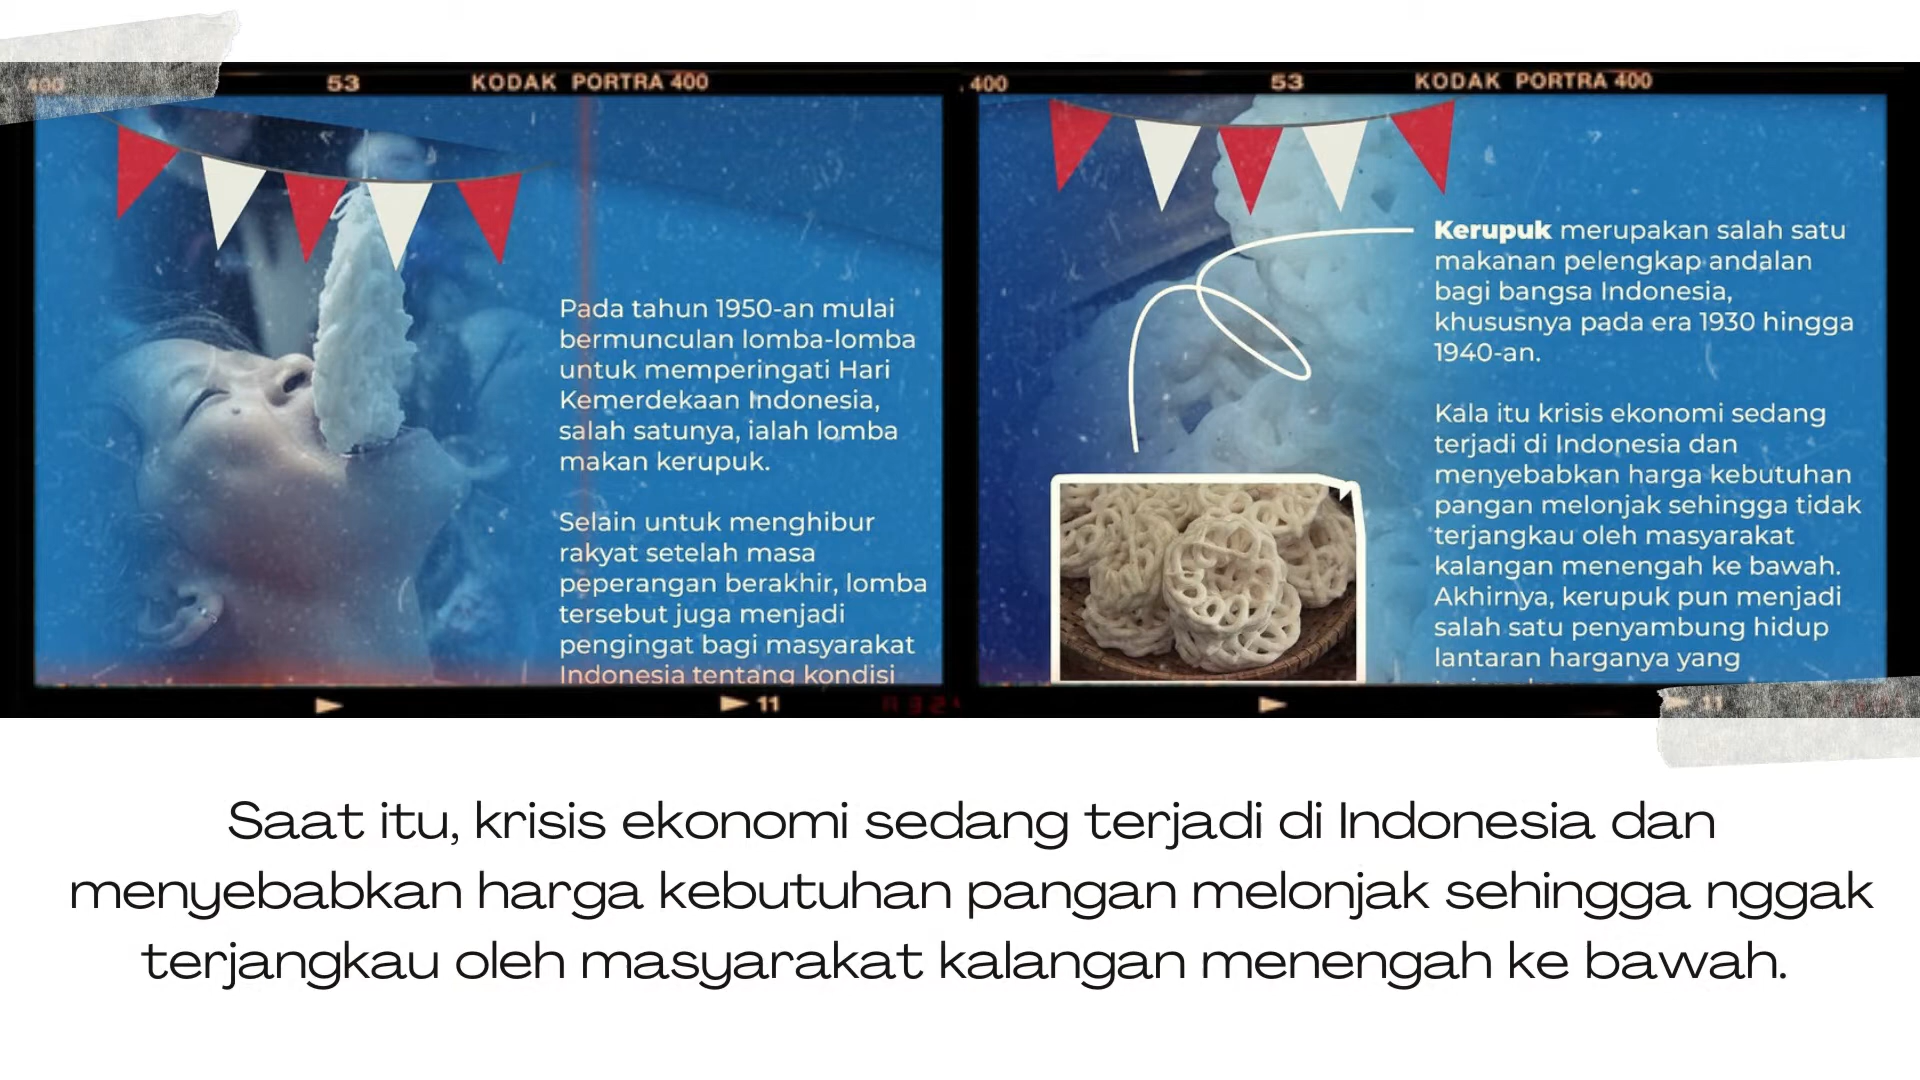 400
53
KODAK PORTRA 400
400
53
KODAK PORTRA 400
Pada tahun 1950-an mulai
bermunculan lomba-lomba
untuk memperingati Hari
Kemerdekaan Indonesia,
salah satunya, ialah lomba
makan kerupuk.
Selain untuk menghibur
rakyat setelah masa
peperangan berakhir, lomba
tersebut juga menjadi
pengingat bagi masyarakat
Indonesia tentang kondisi
11
Kerupuk merupakan salah satu
makanan pelengkap andalan
bagi bangsa Indonesia,
khususnya pada era 1930 hingga
1940-an.
Kala itu krisis ekonomi sedang
terjadi di Indonesia dan
menyebabkan harga kebutuhan
pangan melonjak sehingga tidak
terjangkau oleh masyarakat
kalangan menengah ke bawah.
Akhirnya, kerupuk pun menjadi
salah satu penyambung hidup
lantaran harganya yang
11
Saat itu, krisis ekonomi sedang terjadi di Indonesia dan
menyebabkan harga kebutuhan pangan melonjak sehingga nggak
terjangkau oleh masyarakat kalangan menengah ke bawah.